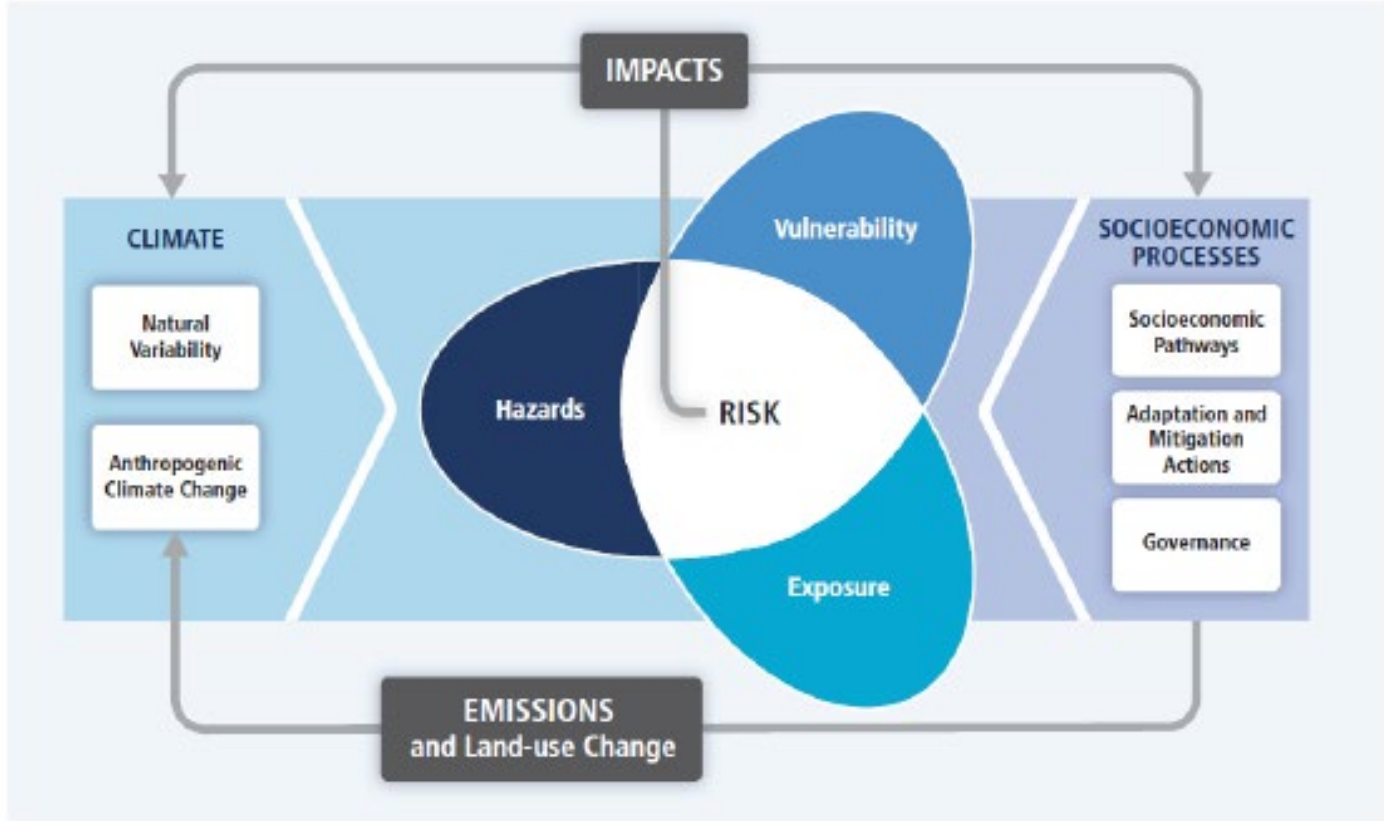 IMPACTS
CLIMATE
Natural
Variability
Anthropogenic
Climate Change
Vulnerability
Hazards
RISK
Exposure
SOCIOECONOMIC
PROCESSES
Socioeconomic
Pathways
Adaptation and
Mitigation
Actions
Governance
EMISSIONS
and Land-use Change